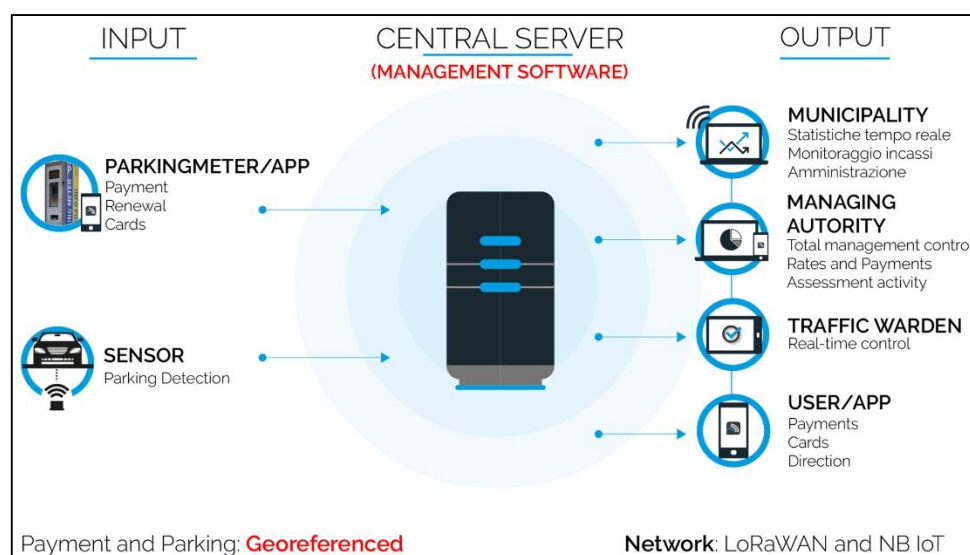 INPUT
CENTRAL SERVER
(MANAGEMENT SOFTWARE)
OUTPUT
PARKINGMETER/APP
Payment
Renewal
Cards
SENSOR
Parking Detection
MUNICIPALITY
Statistiche tempo reale
Monitoraggio incassi
Amministrazione
MANAGING
AUTORITY
Total management contro
Rates and Payments
Assessment activity
TRAFFIC WARDEN
Real-time control
USER/APP
Payments
Cards
Direction
Payment and Parking: Georeferenced
Network: LoRaWAN and NB IoT